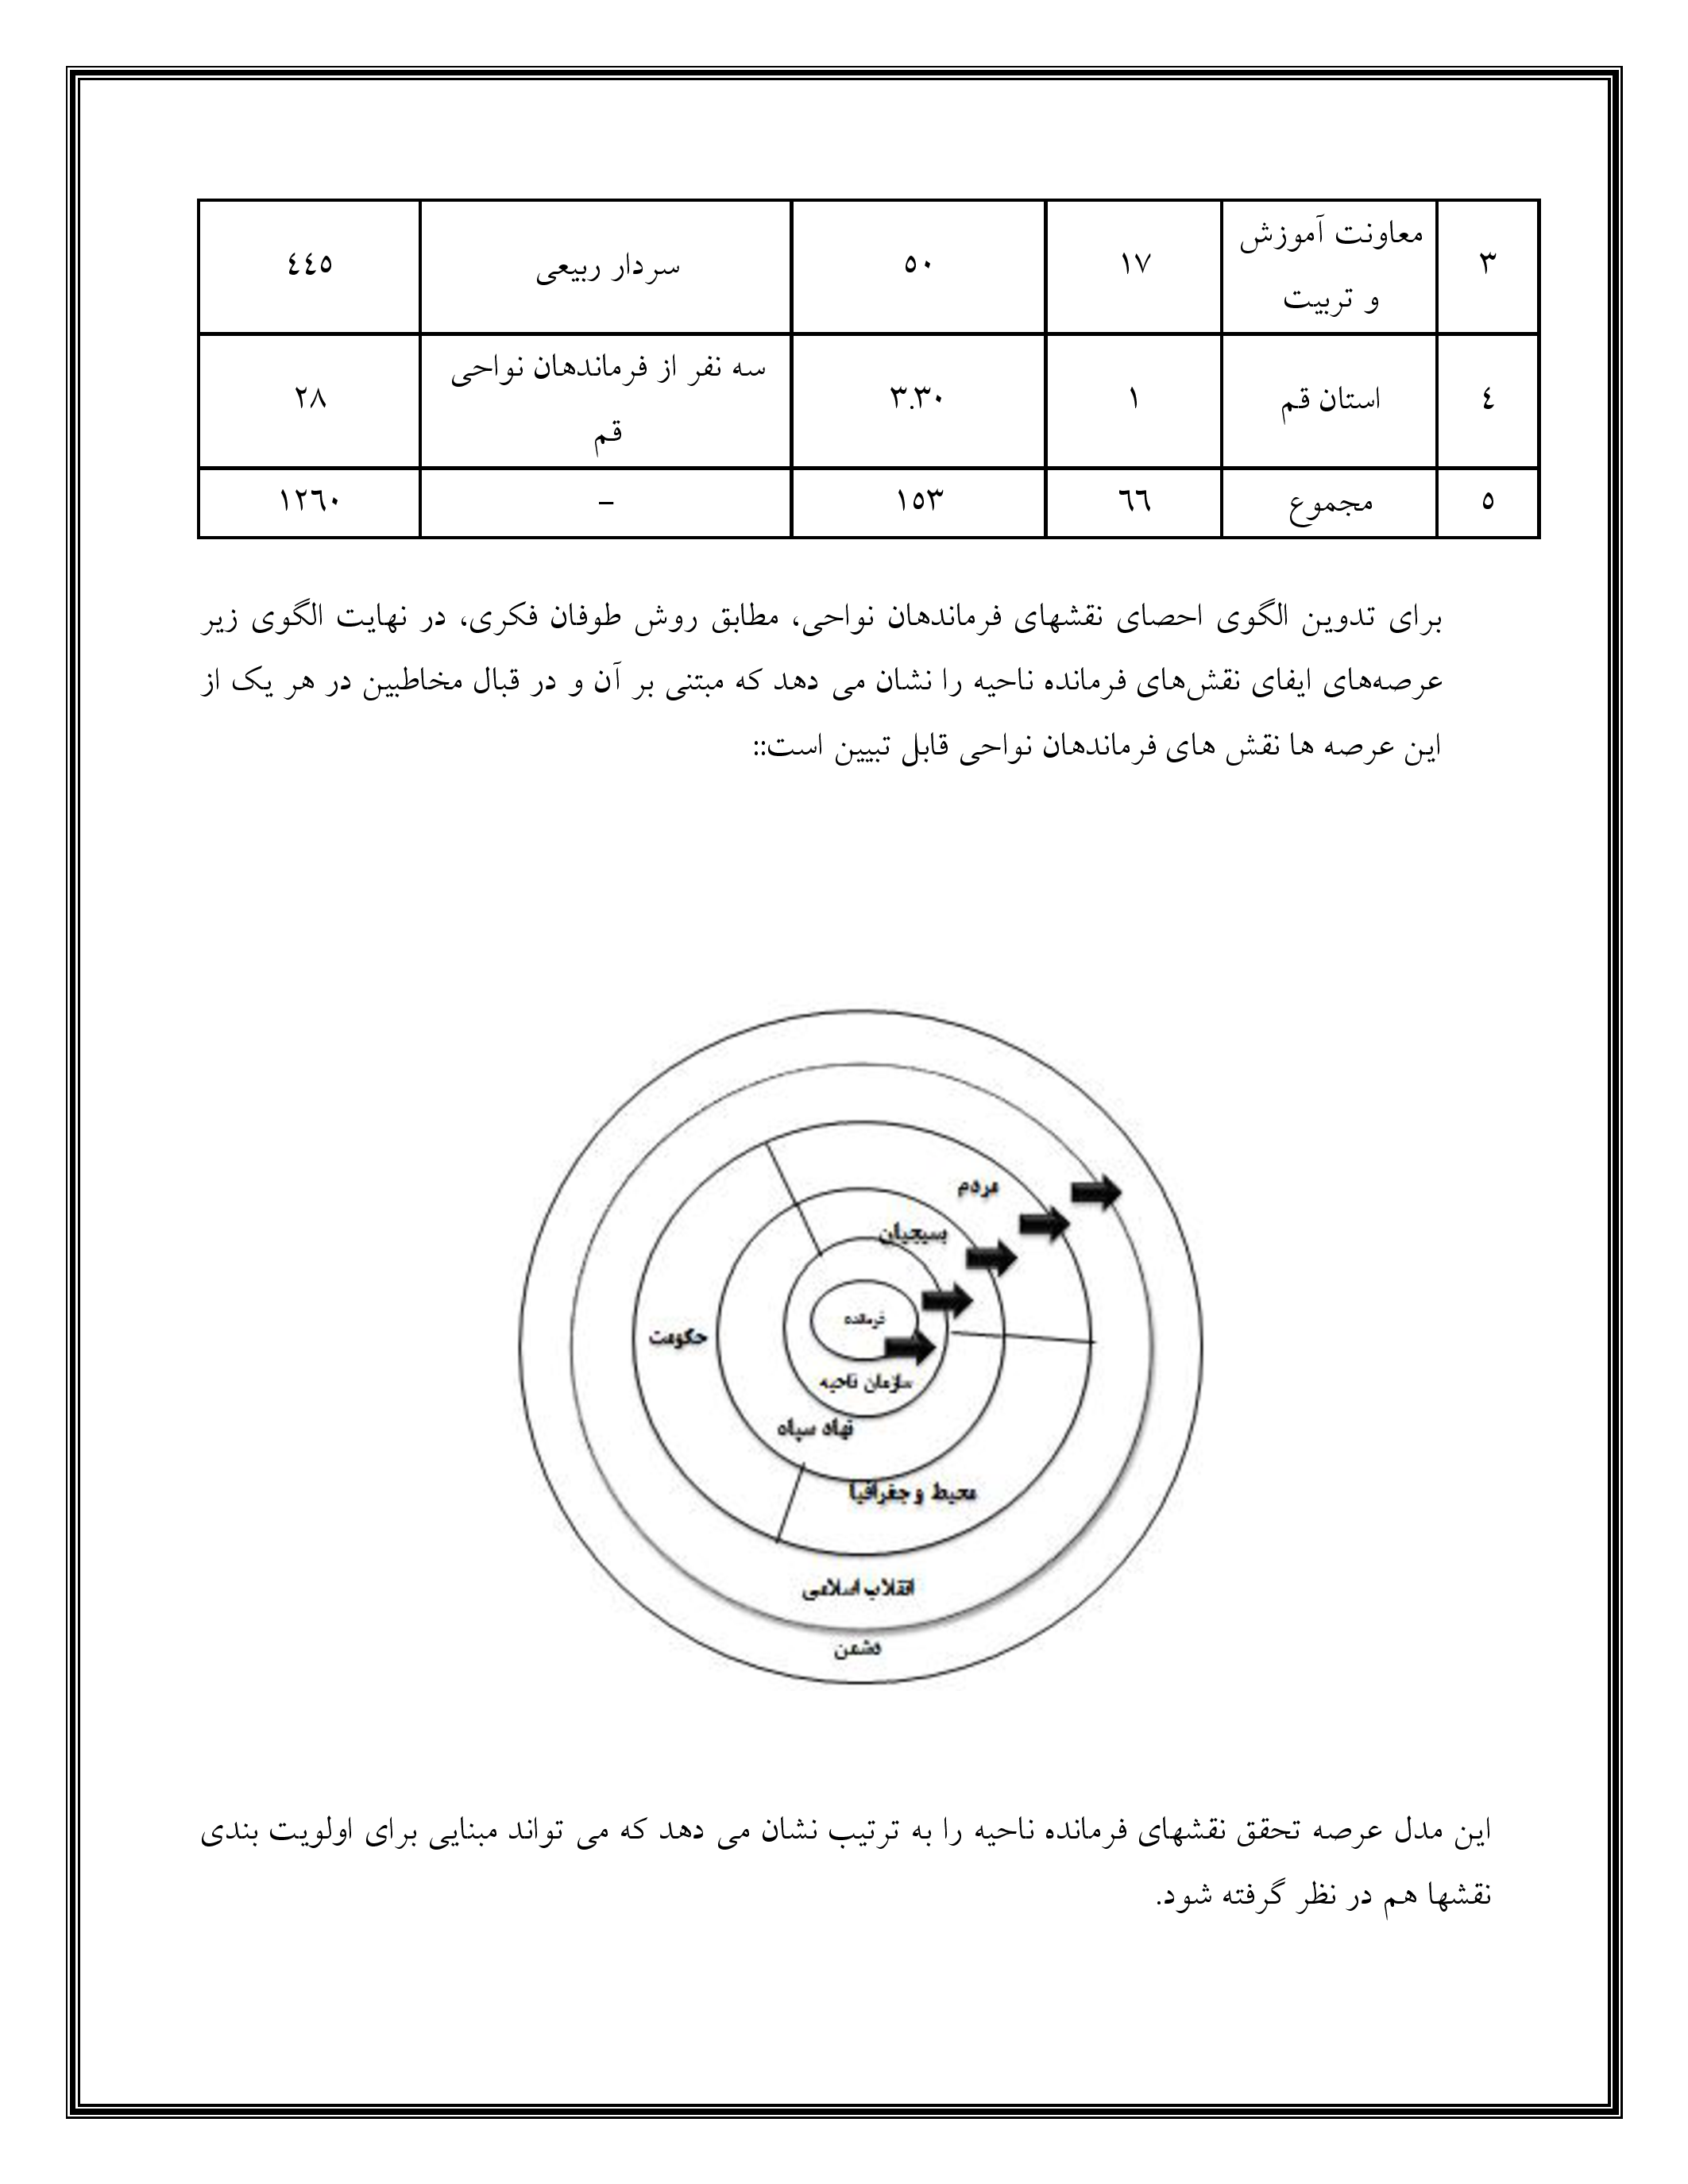 ٣ معاونت آموزش و تربیت ١٧ ٥٠ سردار ربیعی ٤٤٥
٤ استان قم ١ ٣.٣٠ سه نفر از فرماندهان نواحی قم ٢٨
٥ مجموع ٦٦ ١٥٣ – ١٢٦٠
برای تدوین الگوی احصای نقشهای فرماندهان نواحی، مطابق روش طوفان فکری، در نهایت الگوی زیر
عرصه‌های ایفای نقش‌های فرمانده ناحیه را نشان می دهد که مبتنی بر آن و در قبال مخاطبین در هر یک از
این عرصه ها نقش های فرماندهان نواحی قابل تبیین است::
مردم
بسیجیان
فرمانده
حکومت
سازمان ناحیه
نهاد سپاه
محیط و جغرافیا
انقلاب اسلامی
دشمن
این مدل عرصه تحقق نقشهای فرمانده ناحیه را به ترتیب نشان می دهد که می تواند مبنایی برای اولویت بندی
نقشها هم در نظر گرفته شود.